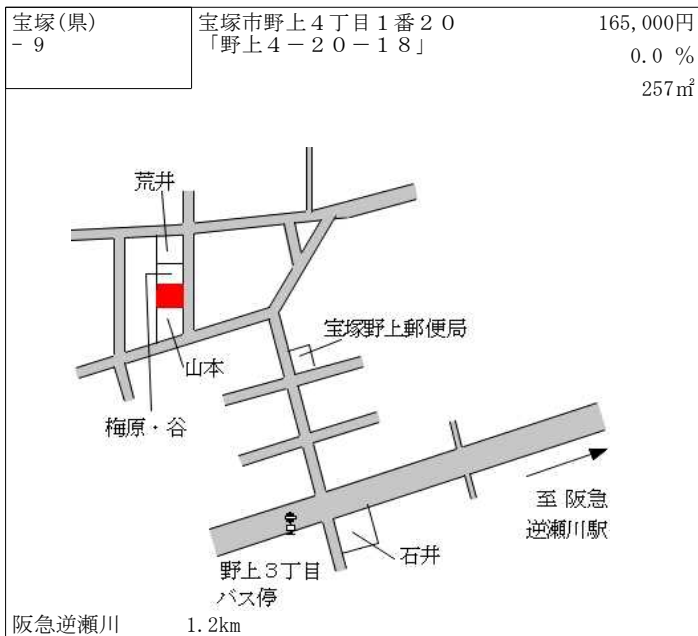 宝塚(県)
- 9
宝塚市野上４丁目１番２０
「野上４－２０－１８」
165,000円
0.0 %
257㎡
荒井
宝塚野上郵便局
山本
梅原・谷
至 阪急
逆瀬川駅
石井
野上３丁目
バス停
阪急逆瀬川 1.2km